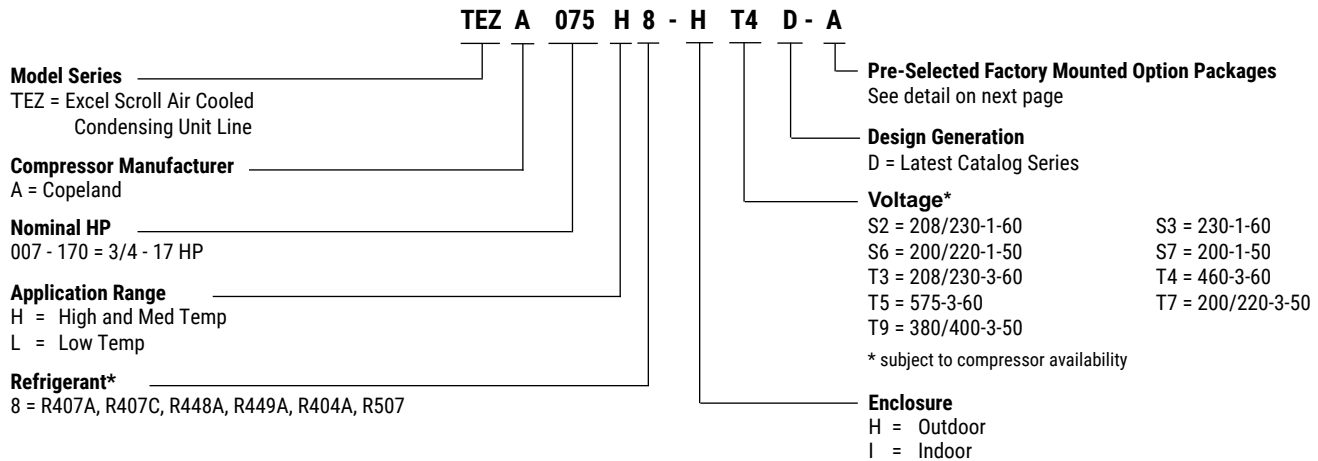 TEZ A 075 H 8 - H T4 D - A
Model Series
TEZ = Excel Scroll Air Cooled
Condensing Unit Line
Compressor Manufacturer
A = Copeland
Nominal HP
007 - 170 = 3/4 - 17 HP
Application Range
H = High and Med Temp
L = Low Temp
Refrigerant*
8 = R407A, R407C, R448A, R449A, R404A, R507
Pre-Selected Factory Mounted Option Packages
See detail on next page
Design Generation
D = Latest Catalog Series
Voltage*
S2 = 208/230-1-60 S3 = 230-1-60
S6 = 200/220-1-50 S7 = 200-1-50
T3 = 208/230-3-60 T4 = 460-3-60
T5 = 575-3-60 T7 = 200/220-3-50
T9 = 380/400-3-50
* subject to compressor availability
Enclosure
H = Outdoor
I = Indoor